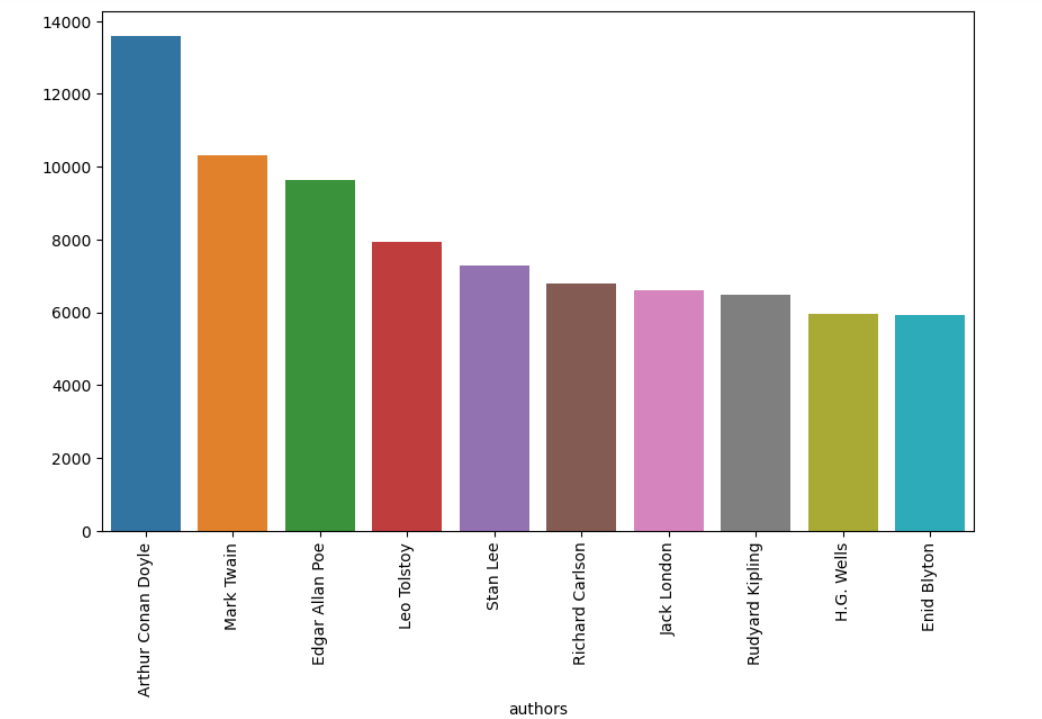 14000
12000
10000
8000
6000
4000
2000
0
Arthur Conan Doyle
Mark Twain
Edgar Allan Poe
Leo Tolstoy
Stan Lee
Richard Carlson
Jack London
Rudyard Kipling
H.G. Wells
Enid Blyton
authors